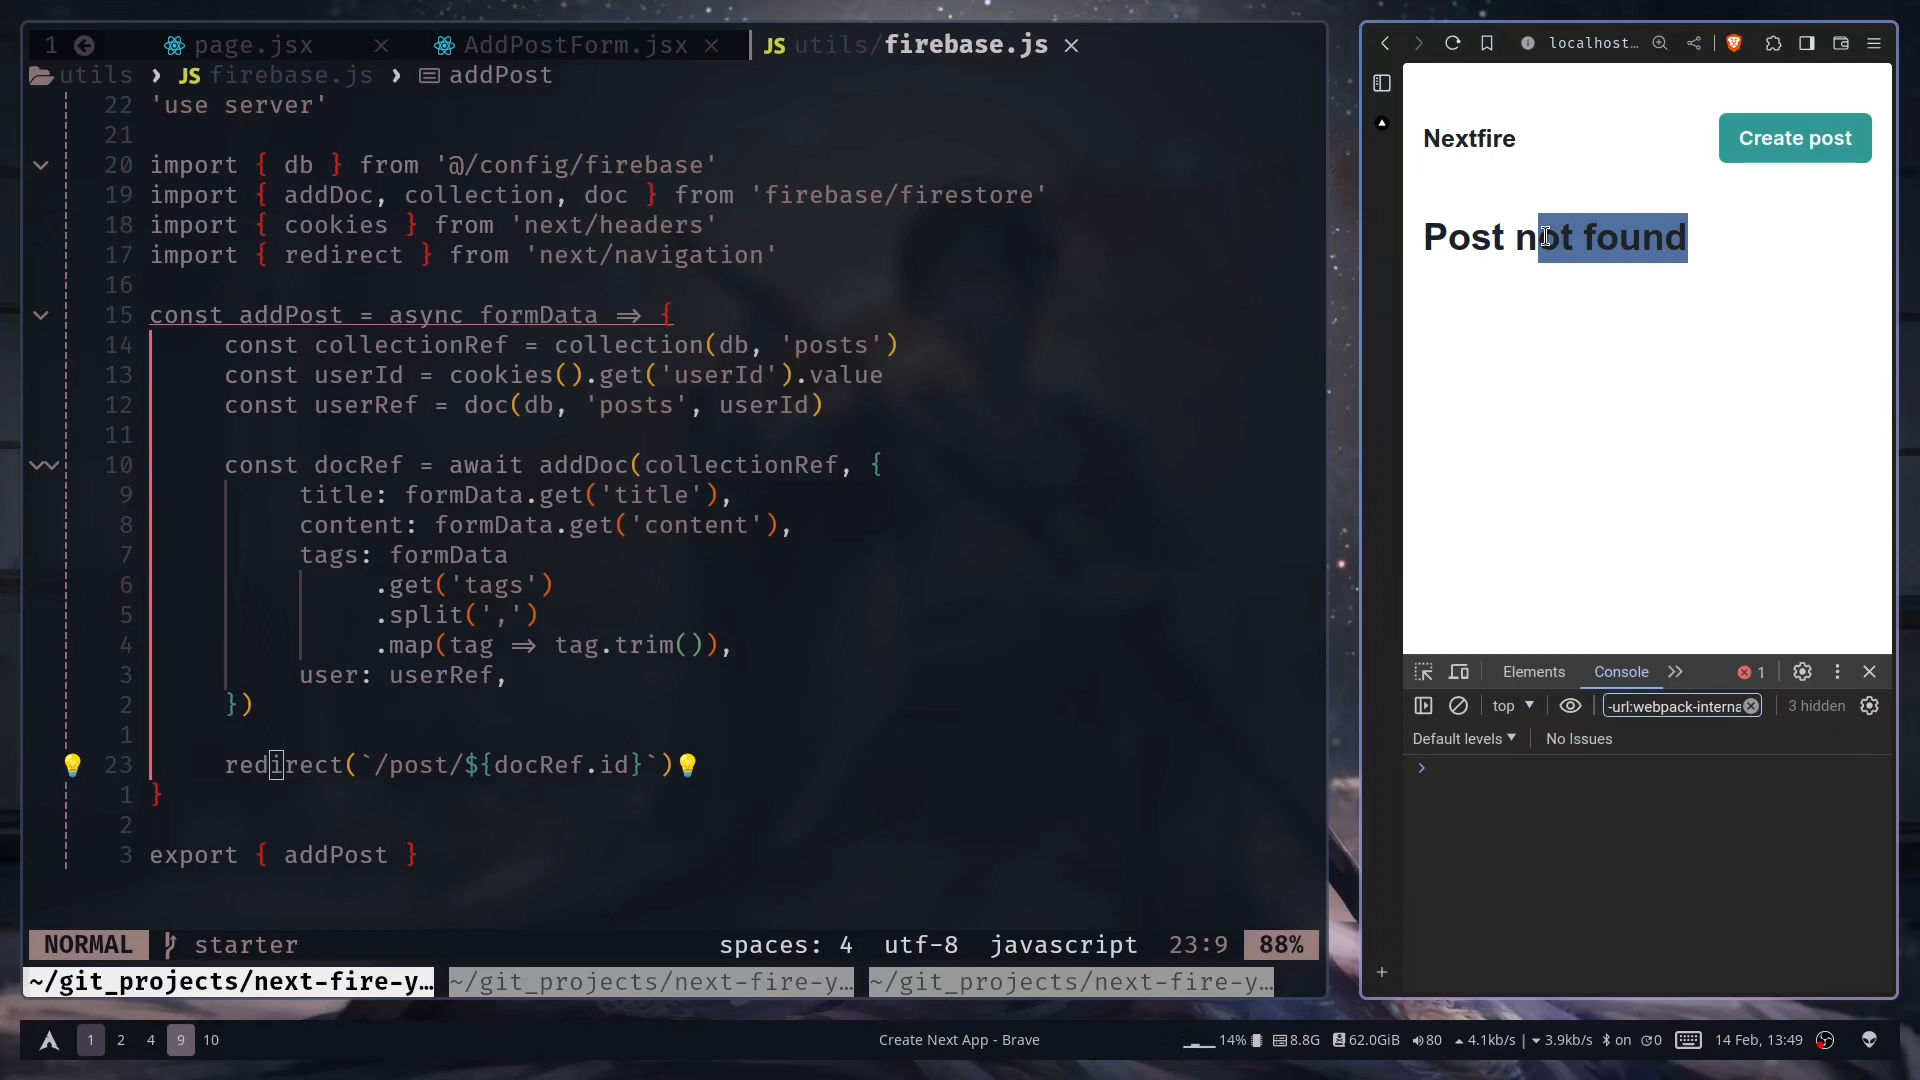 1 page.jsx AddPostForm.jsx JS utils/firebase.js
utils › JS firebase.js › addPost
22 'use server'
21
20 import { db } from '@/config/firebase'
19 import { addDoc, collection, doc } from 'firebase/firestore'
18 import { cookies } from 'next/headers'
17 import { redirect } from 'next/navigation'
16
15 const addPost = async formData => {
14 const collectionRef = collection(db, 'posts')
13 const userId = cookies().get('userId').value
12 const userRef = doc(db, 'posts', userId)
11
10 const docRef = await addDoc(collectionRef, {
9 title: formData.get('title'),
8 content: formData.get('content'),
7 tags: formData
6 .get('tags')
5 .split(',')
4 .map(tag => tag.trim()),
3 user: userRef,
2 })
1
23 redirect(`/post/${docRef.id}`)
1 }
2
3 export { addPost }
NORMAL starter spaces: 4 utf-8 javascript 23:9 88%
~/git_projects/next-fire-y… ~/git_projects/next-fire-y… ~/git_projects/next-fire-y…
localhost…
Nextfire Create post
Post not found
Elements Console 1
top -url:webpack-interna 3 hidden
Default levels No Issues
1 2 4 9 10 Create New App - Brave 14% 8.8G 62.0GiB 80 4.1kb/s | 3.9kb/s on 0 14 Feb, 13:49